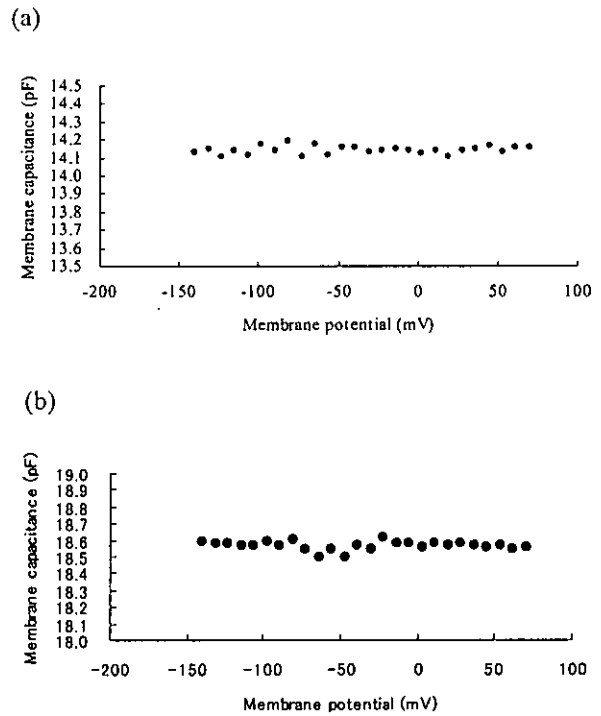 (a)
Membrane capacitance (pF)
14.5
14.4
14.3
14.2
14.1
14.0
13.9
13.8
13.7
13.6
13.5
-200 -150 -100 -50 0 50 100
Membrane potential (mV)
(b)
Membrane capacitance (pF)
19.0
18.9
18.8
18.7
18.6
18.5
18.4
18.3
18.2
18.1
18.0
-200 -150 -100 -50 0 50 100
Membrane potential (mV)